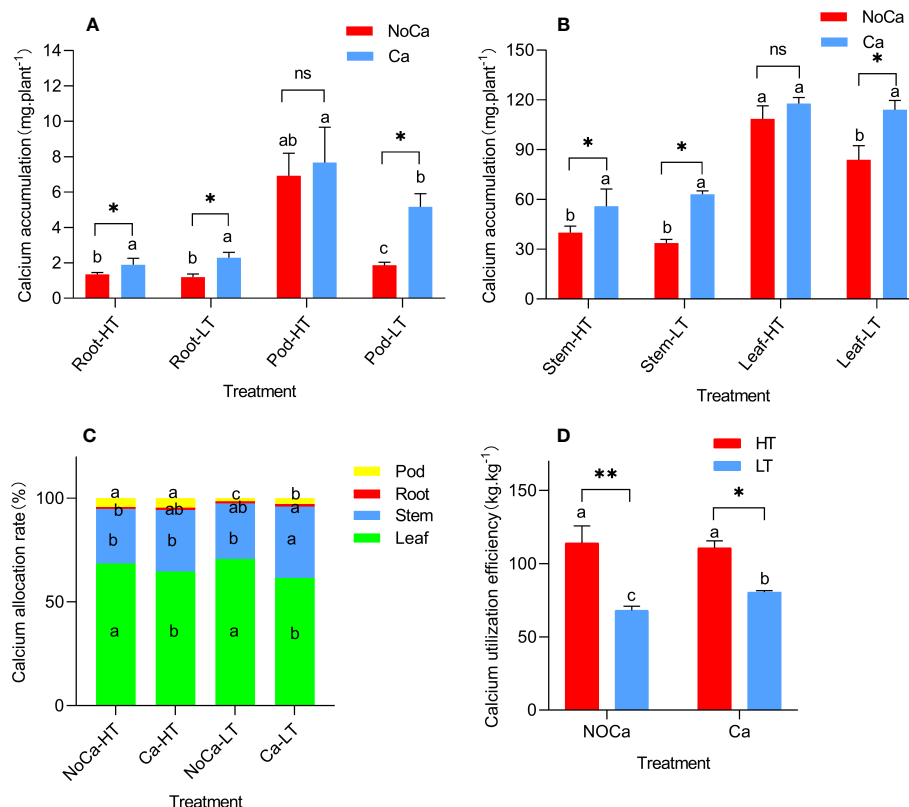 A
NoCa
Ca
Calcium accumulation(mg.plant-1)
14
12
10
8
6
4
2
0
*
*
ns
*
b
a
b
a
ab
a
c
b
Root-HT
Root-LT
Pod-HT
Pod-LT
Treatment
B
NoCa
Ca
Calcium accumulation(mg.plant-1)
150
120
90
60
30
0
*
*
ns
*
b
a
b
a
a
a
b
a
Stem-HT
Stem-LT
Leaf-HT
Leaf-LT
Treatment
C
Pod
Root
Stem
Leaf
Calcium allocation rate(%)
100
50
0
a
a
c
b
b
ab
ab
a
b
b
b
a
a
b
a
b
NoCa-HT
Ca-HT
NoCa-LT
Ca-LT
Treatment
D
HT
LT
Calcium utilization efficiency(kg.kg-1)
150
100
50
0
**
*
a
c
a
b
NOCa
Ca
Treatment